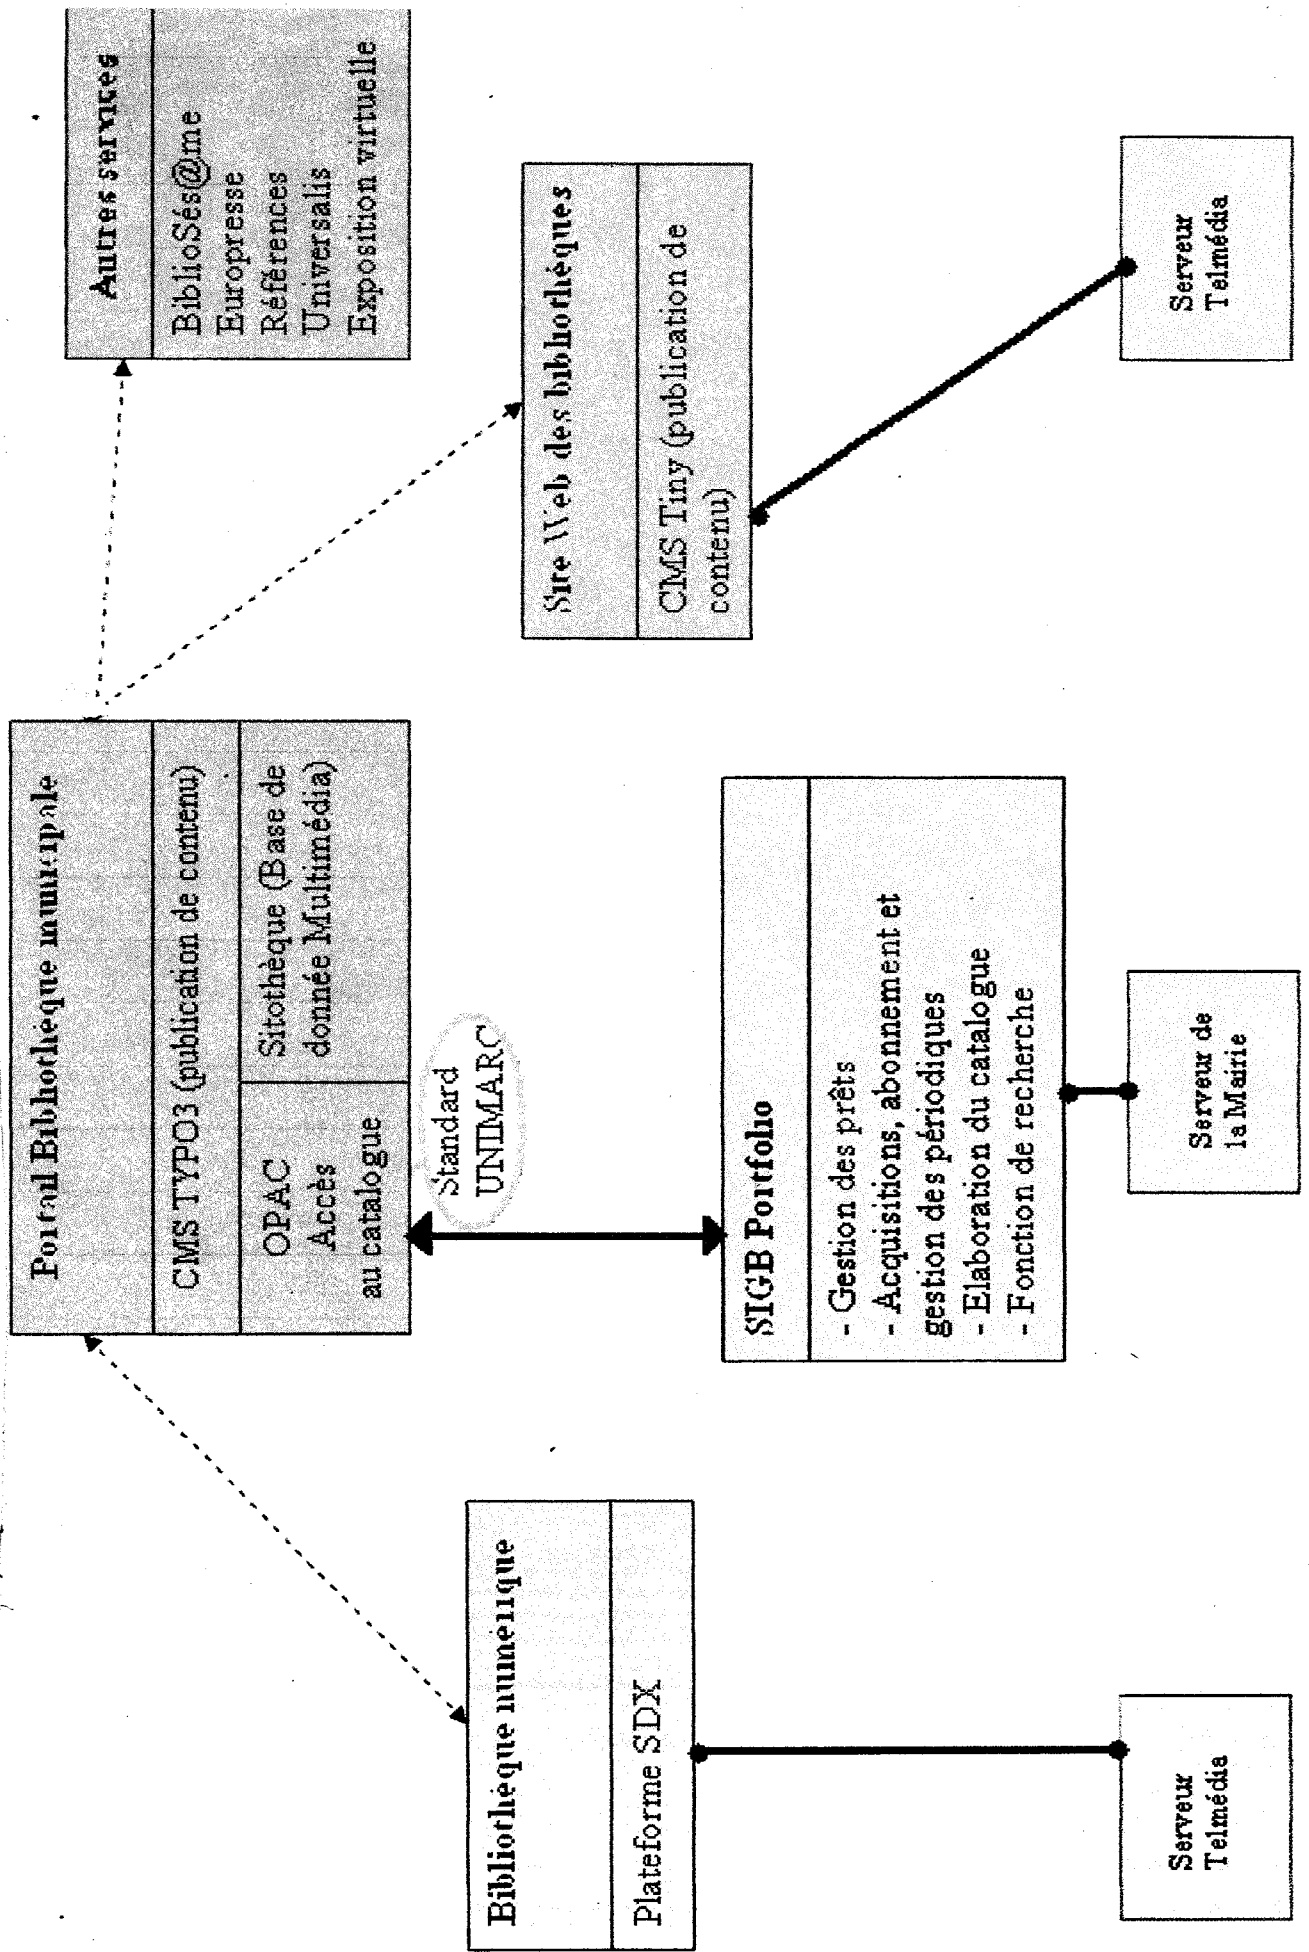 Portail Bibliothèque municipale
CMS TYPO3 (publication de contenu)
OPAC
Accès
au catalogue
Sitothèque (Base de
donnée Multimédia)
Autres services
BiblioSés@me
Europresse
Références
Universalis
Exposition virtuelle
Standard
UNIMARC
Bibliothèque numérique
Plateforme SDX
Site Web des bibliothèques
CMS Tiny (publication de
contenu)
SIGB Portfolio
- Gestion des prêts
- Acquisitions, abonnement et
gestion des périodiques
- Elaboration du catalogue
- Fonction de recherche
Serveur
Telmédia
Serveur de
la Mairie
Serveur
Telmédia